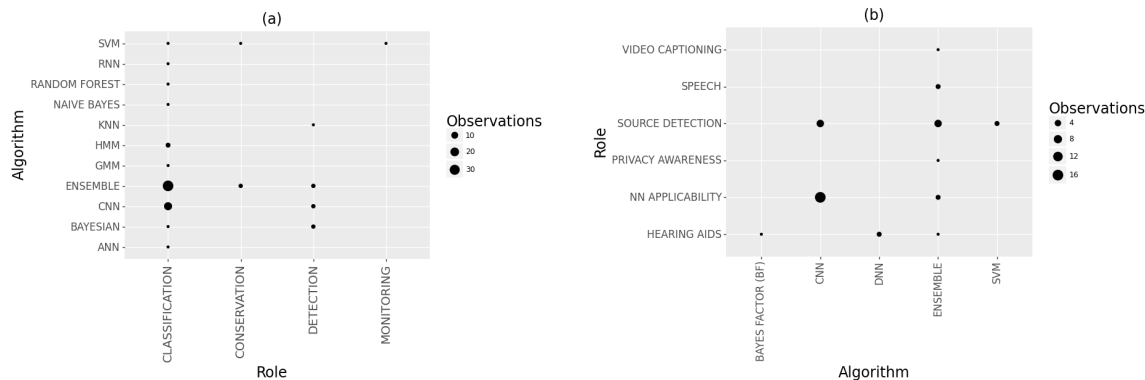 (a)
Algorithm
SVM
RNN
RANDOM FOREST
NAIVE BAYES
KNN
HMM
GMM
ENSEMBLE
CNN
BAYESIAN
ANN
CLASSIFICATION
CONSERVATION
DETECTION
MONITORING
Role
Observations
10
20
30
(b)
Role
VIDEO CAPTIONING
SPEECH
SOURCE DETECTION
PRIVACY AWARENESS
NN APPLICABILITY
HEARING AIDS
BAYES FACTOR (BF)
CNN
DNN
ENSEMBLE
SVM
Algorithm
Observations
4
8
12
16